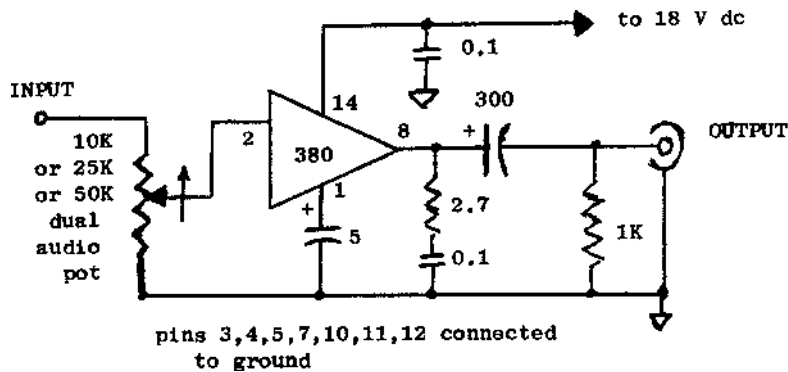 to 18 V dc
0.1
INPUT
14
300
OUTPUT
10K
or 25K
or 50K
dual
audio
pot
2
380
8
+
1
+
5
2.7
0.1
1K
pins 3,4,5,7,10,11,12 connected
to ground